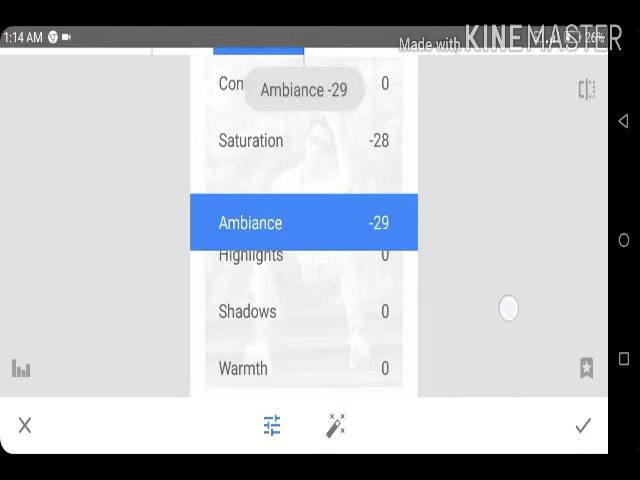 1:14 AM 26%
Made with KINEMASTER
Con 0
Ambiance -29
Saturation -28
Ambiance -29
Highlights 0
Shadows 0
Warmth 0